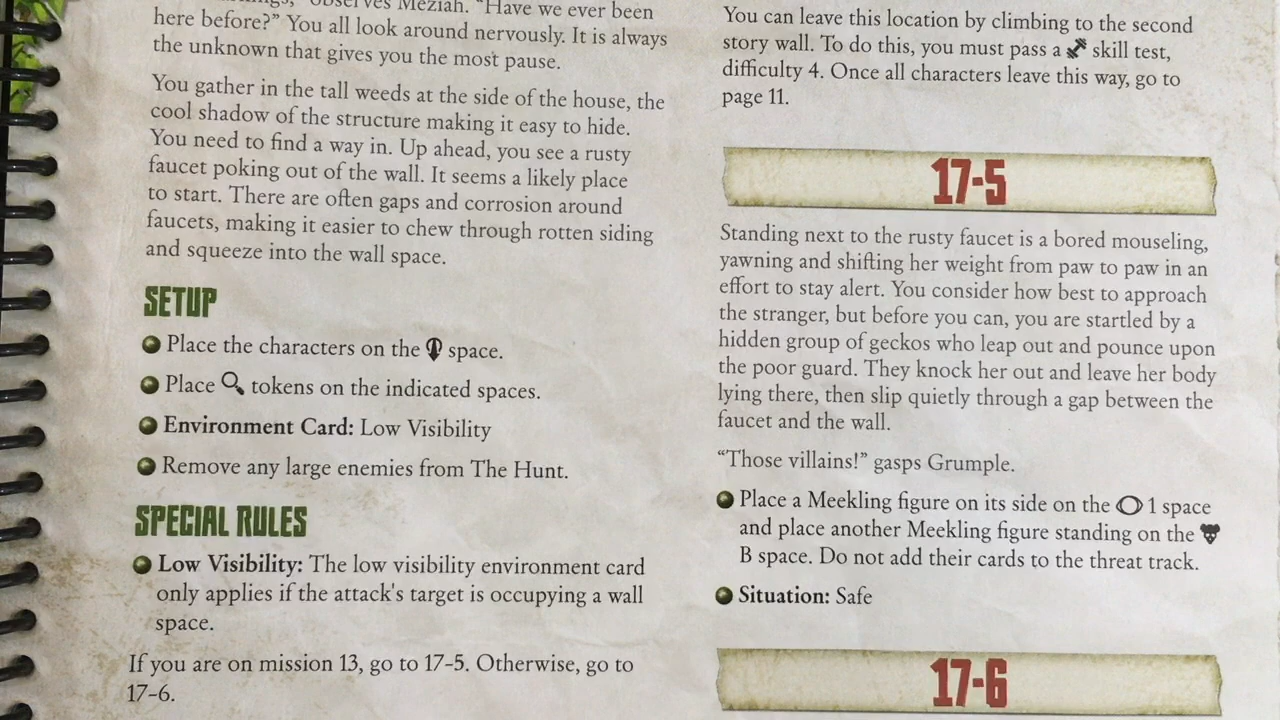 observes Meziah. "Have we ever been
here before?" You all look around nervously. It is always
the unknown that gives you the most pause.
You gather in the tall weeds at the side of the house, the
cool shadow of the structure making it easy to hide.
You need to find a way in. Up ahead, you see a rusty
faucet poking out of the wall. It seems a likely place
to start. There are often gaps and corrosion around
faucets, making it easier to chew through rotten siding
and squeeze into the wall space.
SETUP
Place the characters on the space.
Place tokens on the indicated spaces.
Environment Card: Low Visibility
Remove any large enemies from The Hunt.
SPECIAL RULES
Low Visibility: The low visibility environment card
only applies if the attack's target is occupying a wall
space.
If you are on mission 13, go to 17-5. Otherwise, go to
17-6.
You can leave this location by climbing to the second
story wall. To do this, you must pass a skill test,
difficulty 4. Once all characters leave this way, go to
page 11.
17-5
Standing next to the rusty faucet is a bored mouseling,
yawning and shifting her weight from paw to paw in an
effort to stay alert. You consider how best to approach
the stranger, but before you can, you are startled by a
hidden group of geckos who leap out and pounce upon
the poor guard. They knock her out and leave her body
lying there, then slip quietly through a gap between the
faucet and the wall.
"Those villains!" gasps Grumple.
Place a Meekling figure on its side on the 1 space
and place another Meekling figure standing on the
B space. Do not add their cards to the threat track.
Situation: Safe
17-6